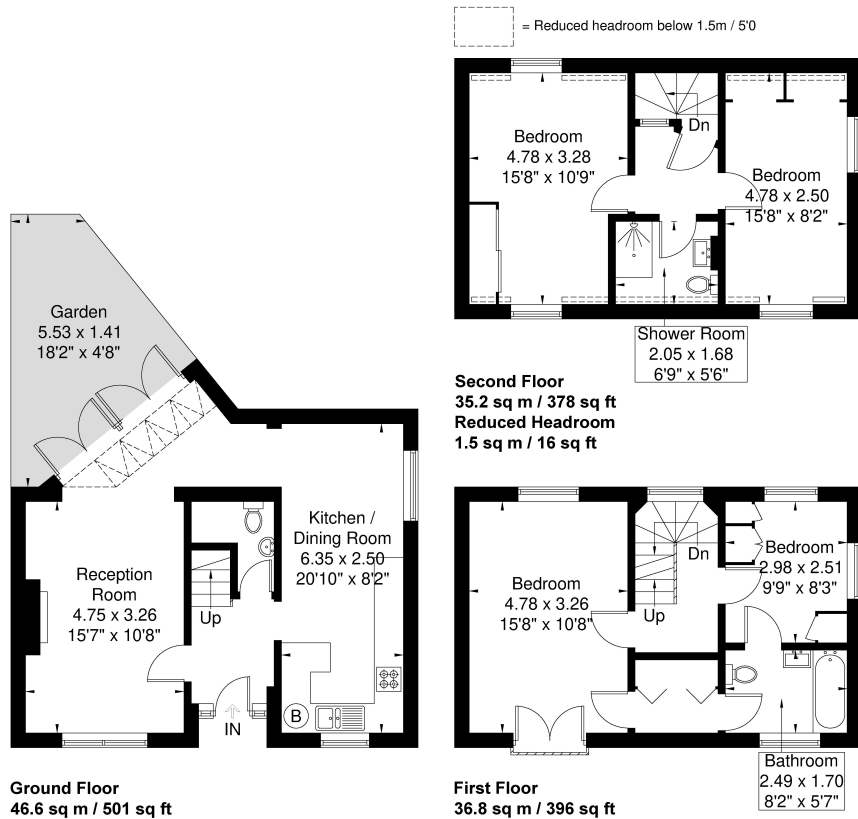 = Reduced headroom below 1.5m / 5'0
Dn
Bedroom
4.78 x 3.28
15'8" x 10'9"
Bedroom
4.78 x 2.50
15'8" x 8'2"
Shower Room
2.05 x 1.68
6'9" x 5'6"
Second Floor
35.2 sq m / 378 sq ft
Reduced Headroom
1.5 sq m / 16 sq ft
Garden
5.53 x 1.41
18'2" x 4'8"
Kitchen /
Dining Room
6.35 x 2.50
20'10" x 8'2"
Reception
Room
4.75 x 3.26
15'7" x 10'8"
Up
B
IN
Ground Floor
46.6 sq m / 501 sq ft
Dn
Bedroom
2.98 x 2.51
9'9" x 8'3"
Bedroom
4.78 x 3.26
15'8" x 10'8"
Up
Bathroom
2.49 x 1.70
8'2" x 5'7"
First Floor
36.8 sq m / 396 sq ft